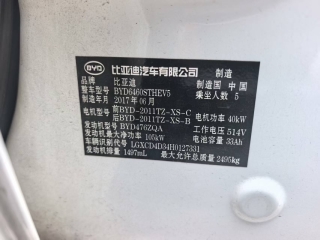 BYD 比亚迪汽车有限公司 制造
品牌 比亚迪 制造国 中国
整车型号 BYD6460STHEV5 乘坐人数 5
制造年月 2017年06月
电机型号 前BYD-2011TZ-XS-C 电机功率 40kW
后BYD-2011TZ-XS-B 工作电压 514V
发动机型号 BYD476ZQA 电池容量 33Ah
发动机最大净功率 105kW
车辆识别代号 LGXCD4D34H0127331
发动机排量 1497mL 最大允许总质量 2495kg